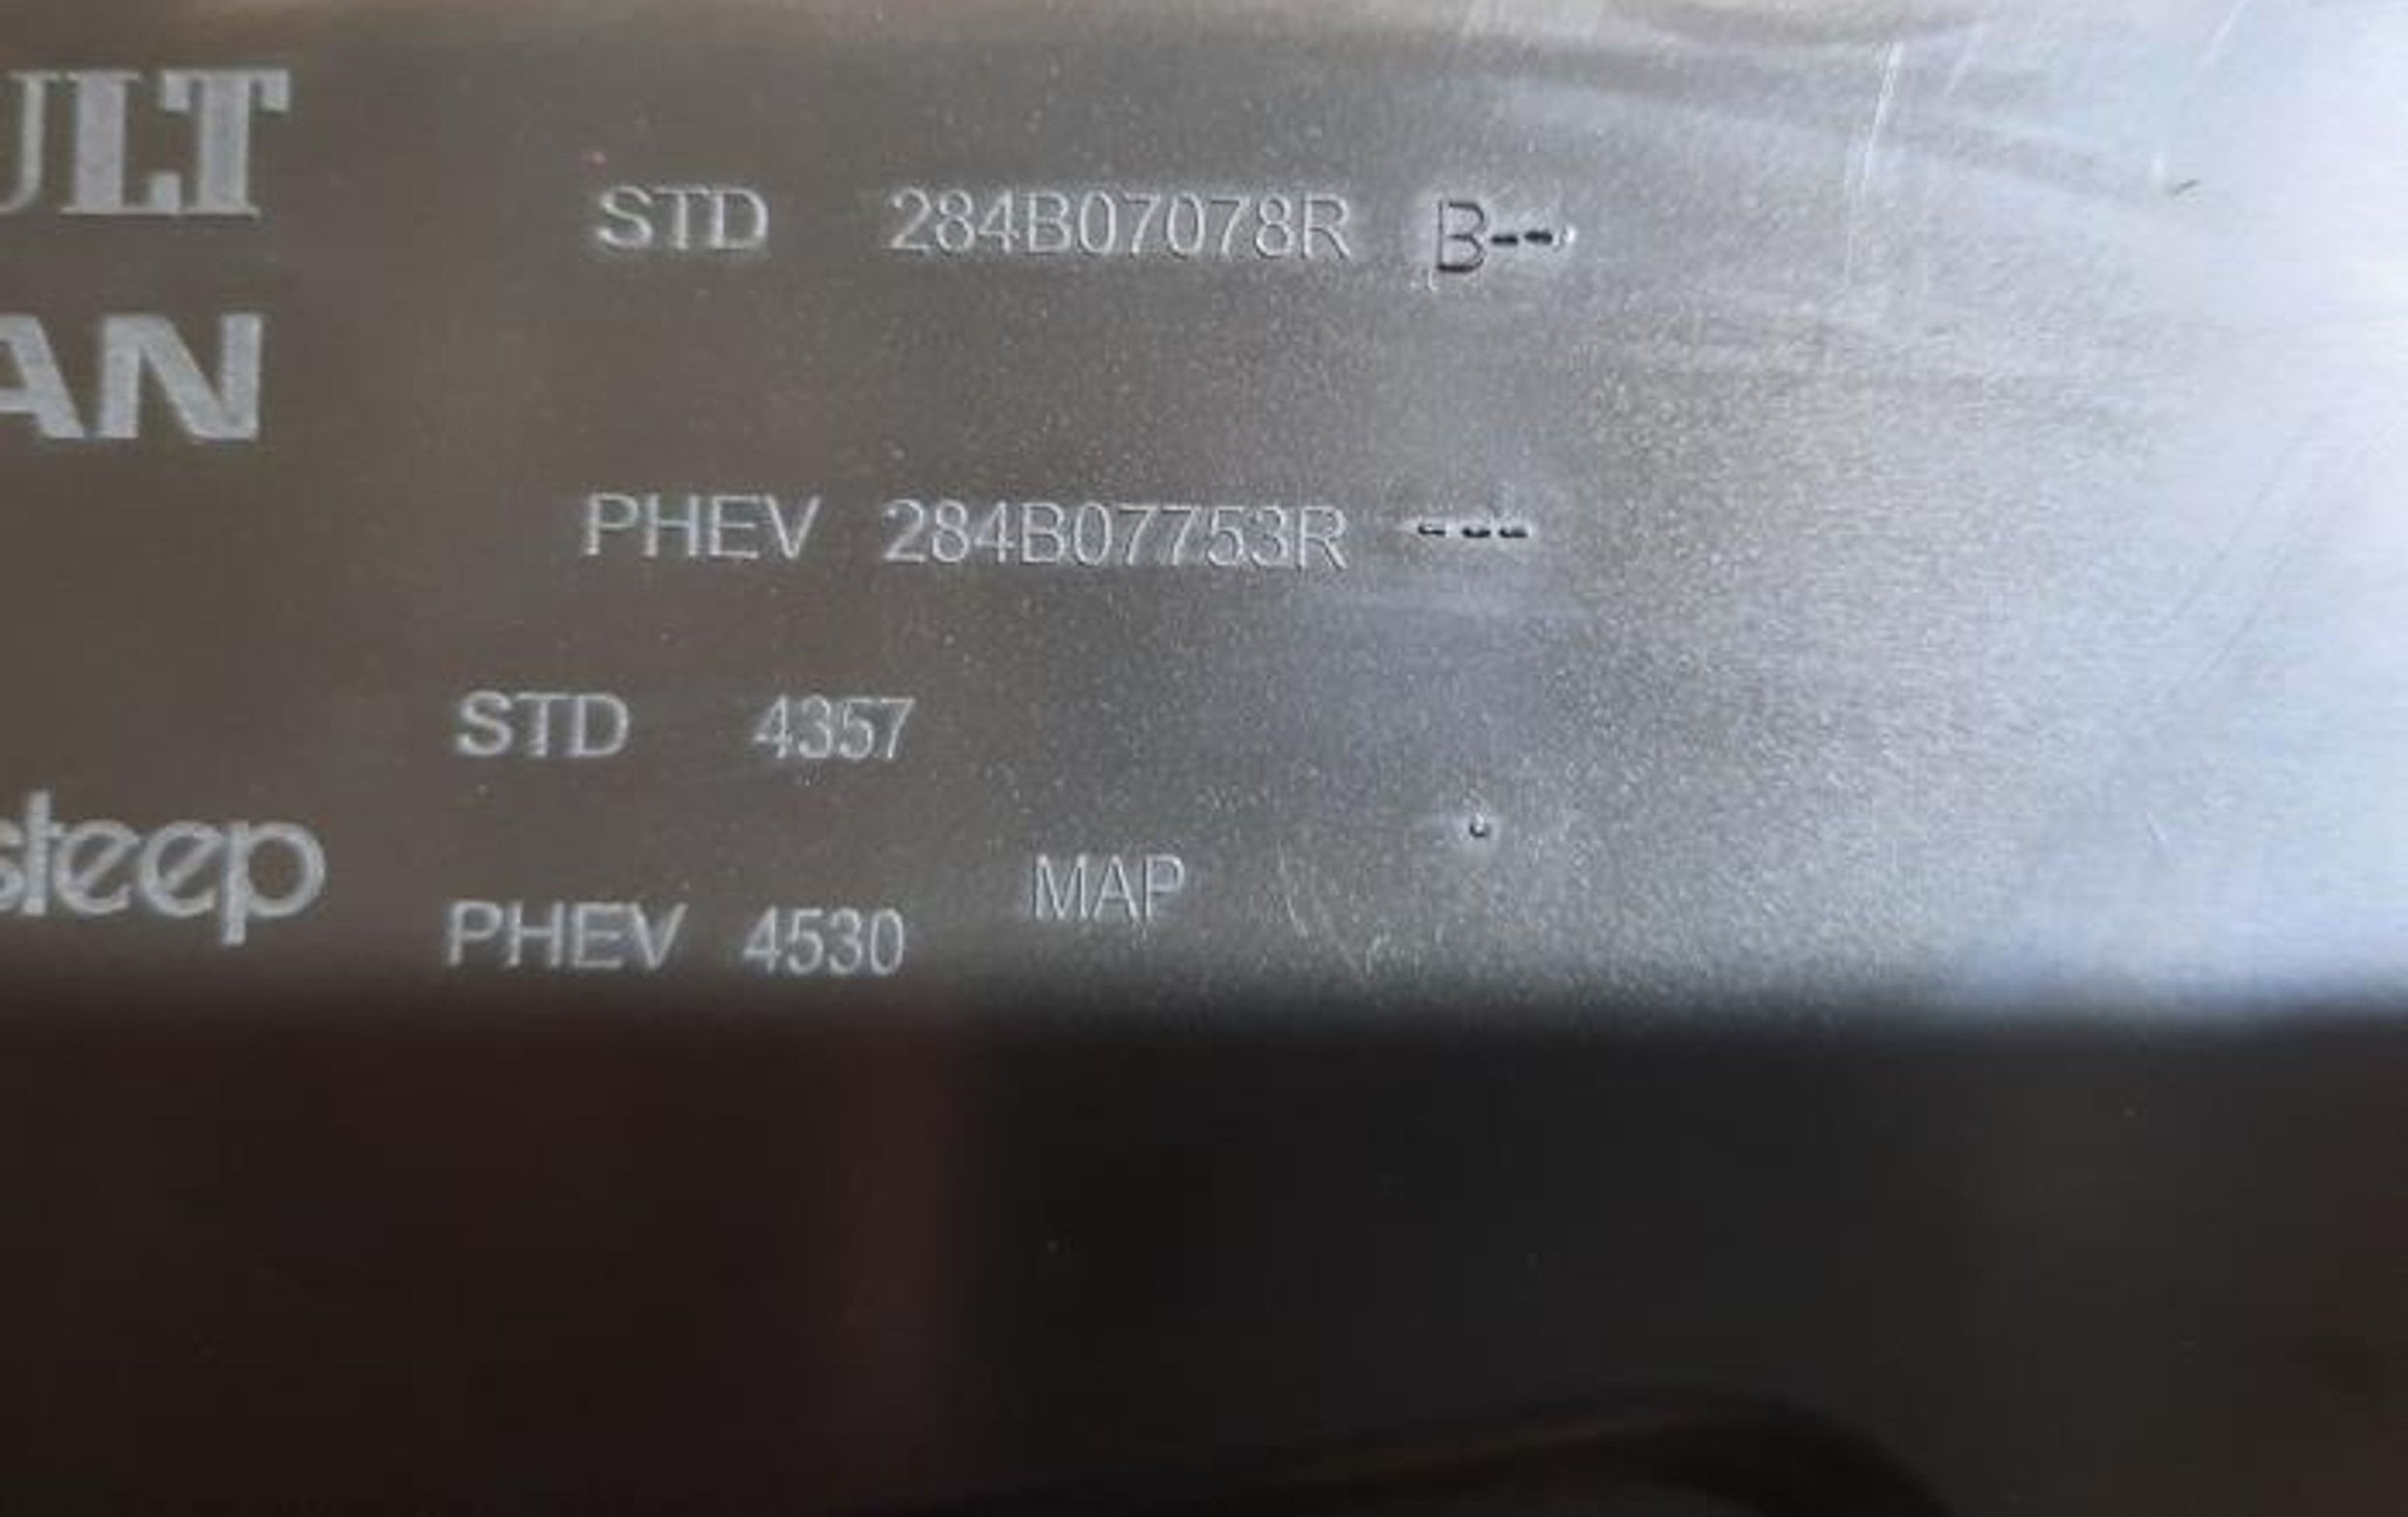 ULT
STD 284B07078R B--
AN
PHEV 284B07753R ---
STD 4357
steep
MAP
PHEV 4530